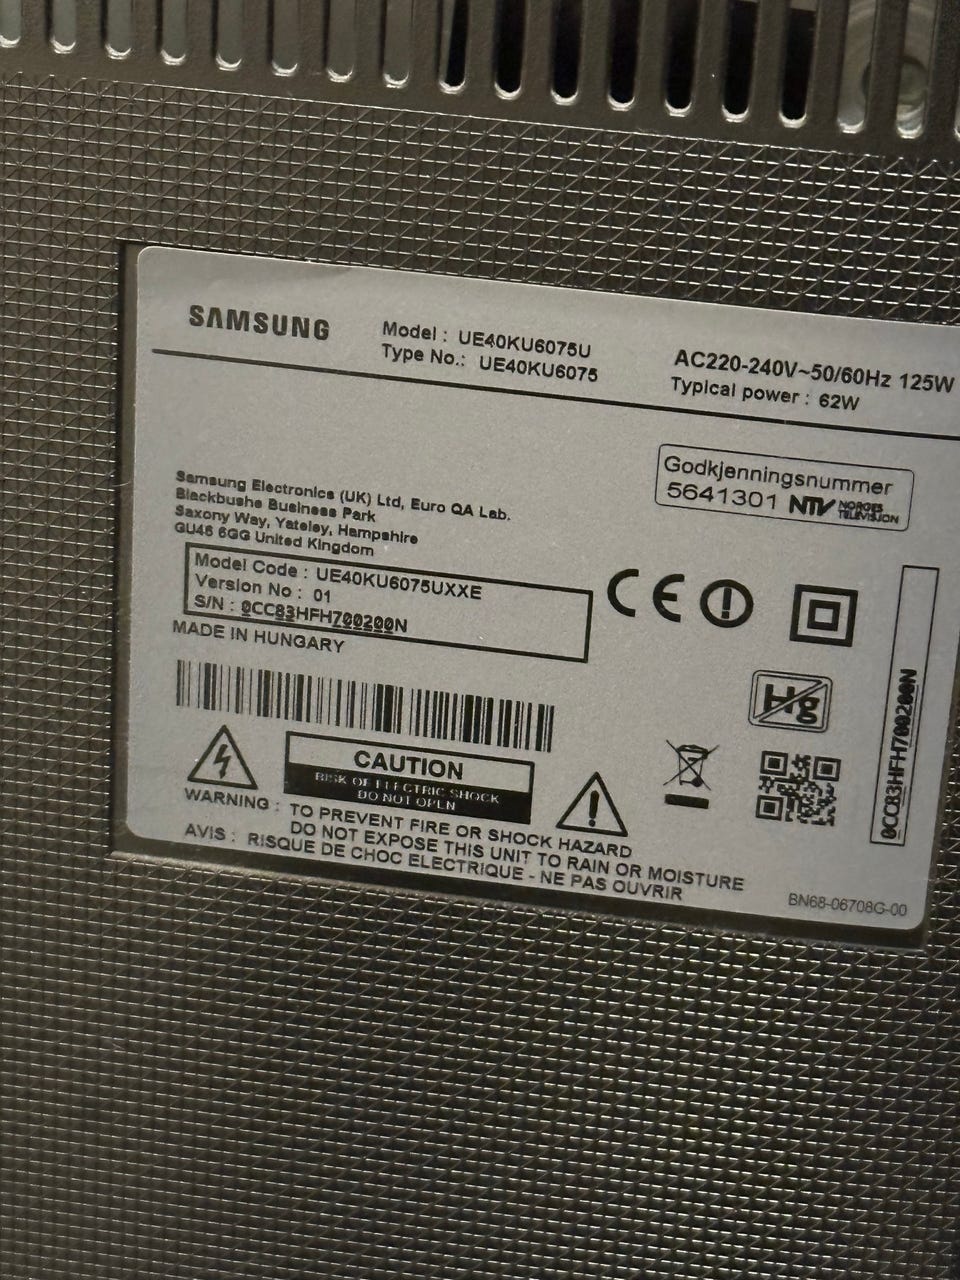 SAMSUNG
Model : UE40KU6075U
Type No.: UE40KU6075
AC220-240V~50/60Hz 125W
Typical power : 62W
Godkjenningsnummer
5641301 NTV NORGES TELEVISJON
Samsung Electronics (UK) Ltd, Euro QA Lab.
Blackbushe Business Park
Saxony Way, Yateley, Hampshire
GU46 6GG United Kingdom
Model Code : UE40KU6075UXXE
Version No : 01
S/N : 0CC83HFH700200N
MADE IN HUNGARY
CE
Hg
0CC83HFH700200N
CAUTION
RISK OF ELECTRIC SHOCK
DO NOT OPEN
WARNING : TO PREVENT FIRE OR SHOCK HAZARD
DO NOT EXPOSE THIS UNIT TO RAIN OR MOISTURE
AVIS : RISQUE DE CHOC ELECTRIQUE - NE PAS OUVRIR
BN68-06708G-00